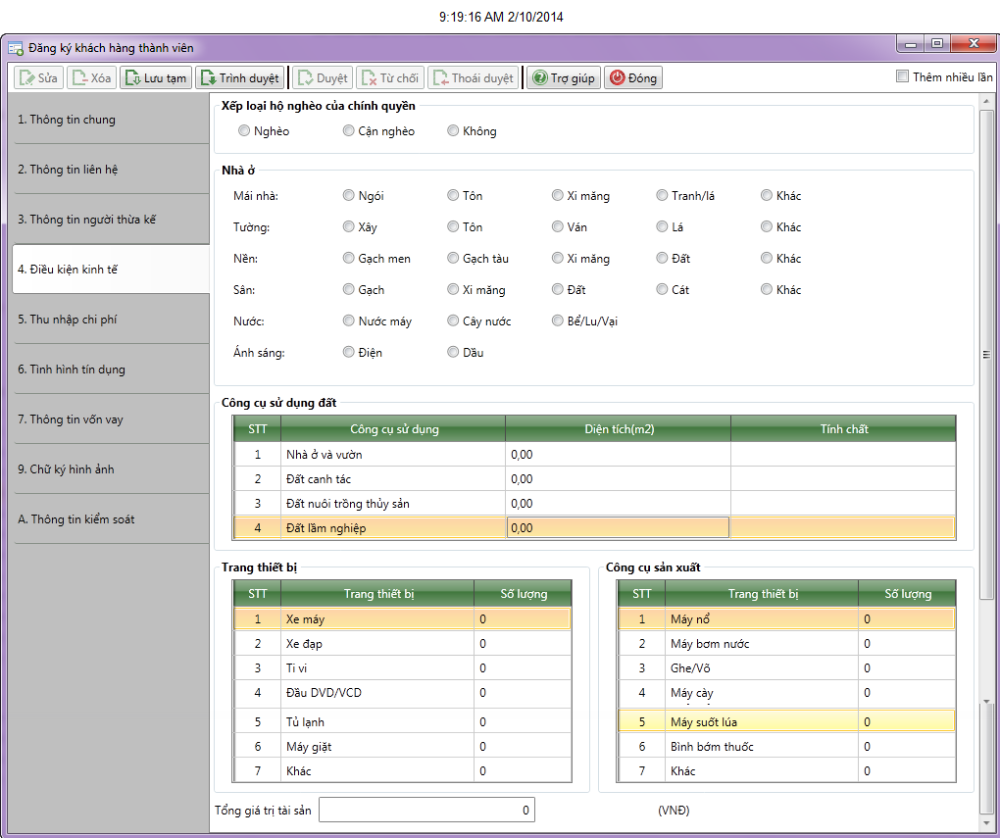 9:19:16 AM 2/10/2014
Đăng ký khách hàng thành viên
Sửa Xóa Lưu tạm Trình duyệt Duyệt Từ chối Thoái duyệt Trợ giúp Đóng Thêm nhiều lần
1. Thông tin chung
2. Thông tin liên hệ
3. Thông tin người thừa kế
4. Điều kiện kinh tế
5. Thu nhập chi phí
6. Tình hình tín dụng
7. Thông tin vốn vay
9. Chữ ký hình ảnh
A. Thông tin kiểm soát
Xếp loại hộ nghèo của chính quyền
Nghèo Cận nghèo Không
Nhà ở
Mái nhà: Ngói Tôn Xi măng Tranh/lá Khác
Tường: Xây Tôn Ván Lá Khác
Nền: Gạch men Gạch tàu Xi măng Đất Khác
Sân: Gạch Xi măng Đất Cát Khác
Nước: Nước máy Cây nước Bể/Lu/Vại
Ánh sáng: Điện Dầu
Công cụ sử dụng đất
STT Công cụ sử dụng Diện tích(m2) Tính chất
1 Nhà ở và vườn 0,00
2 Đất canh tác 0,00
3 Đất nuôi trồng thủy sản 0,00
4 Đất lầm nghiệp 0,00
Trang thiết bị
STT Trang thiết bị Số lượng
1 Xe máy 0
2 Xe đạp 0
3 Ti vi 0
4 Đầu DVD/VCD 0
5 Tủ lạnh 0
6 Máy giặt 0
7 Khác 0
Công cụ sản xuất
STT Trang thiết bị Số lượng
1 Máy nổ 0
2 Máy bơm nước 0
3 Ghe/Võ 0
4 Máy cày 0
5 Máy suốt lúa 0
6 Bình bớm thuốc 0
7 Khác 0
Tổng giá trị tài sản 0 (VNĐ)